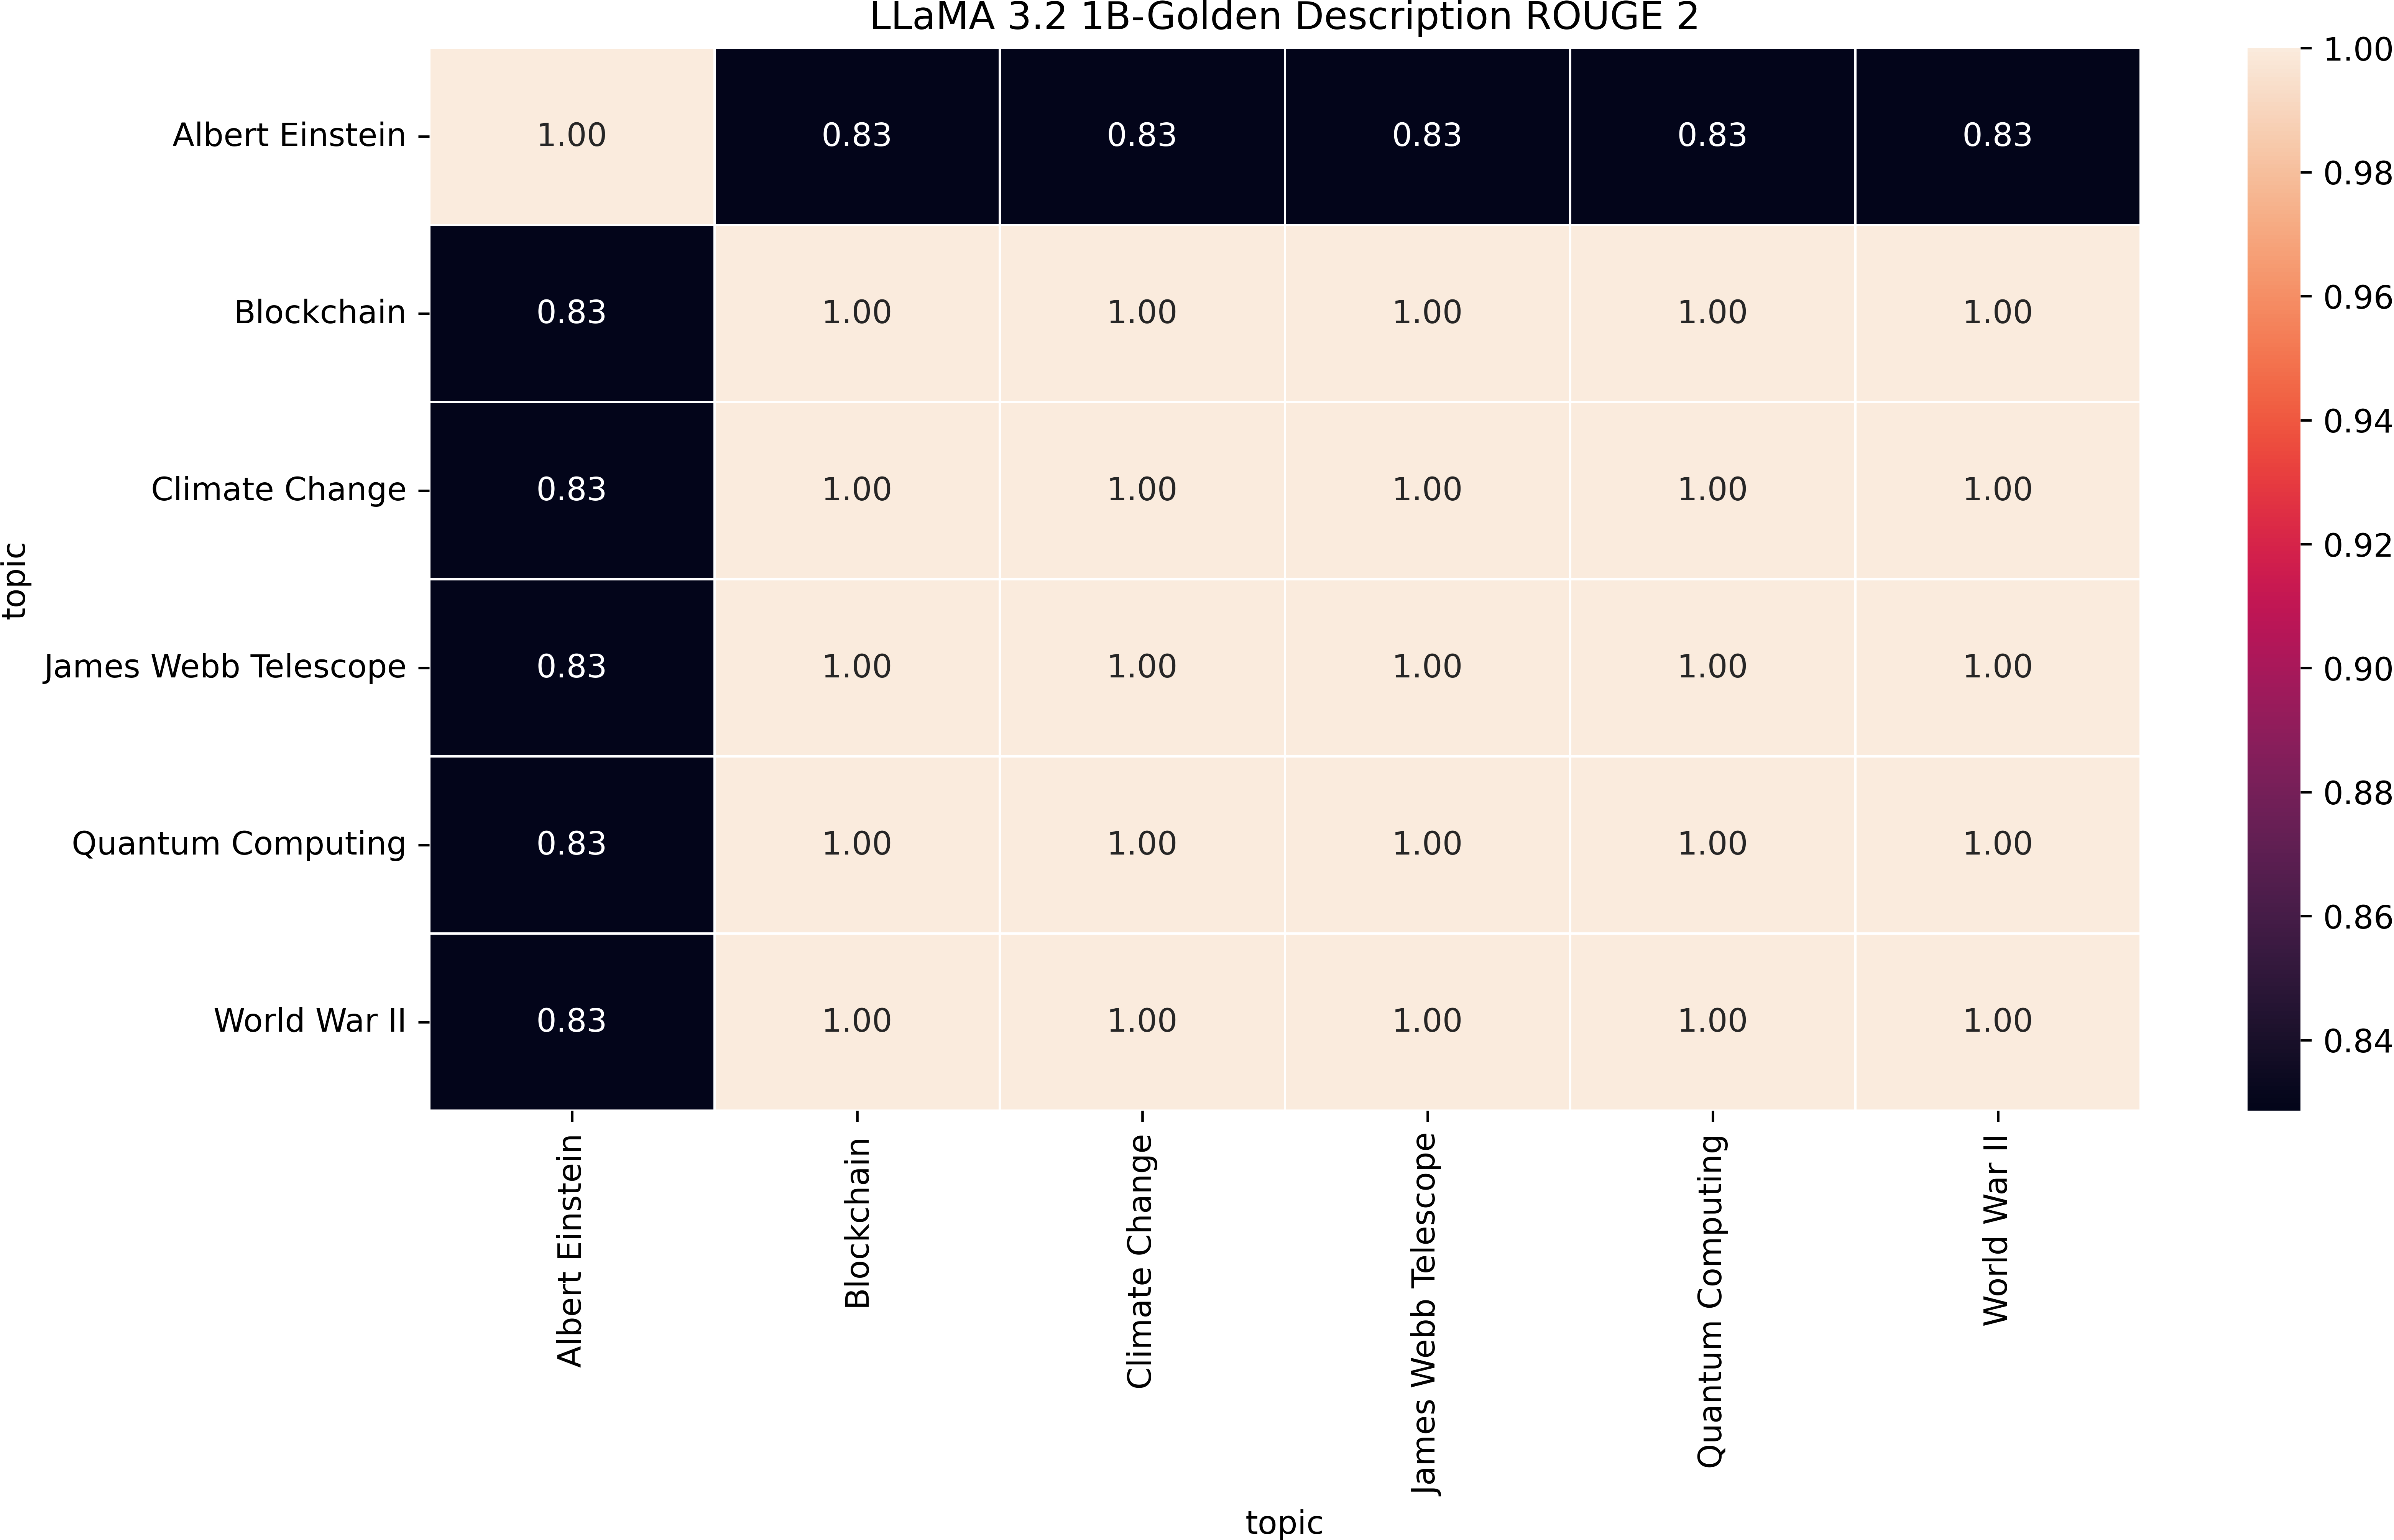 LLaMA 3.2 1B-Golden Description ROUGE 2
topic
Albert Einstein 1.00 0.83 0.83 0.83 0.83 0.83
Blockchain 0.83 1.00 1.00 1.00 1.00 1.00
Climate Change 0.83 1.00 1.00 1.00 1.00 1.00
James Webb Telescope 0.83 1.00 1.00 1.00 1.00 1.00
Quantum Computing 0.83 1.00 1.00 1.00 1.00 1.00
World War II 0.83 1.00 1.00 1.00 1.00 1.00
Albert Einstein
Blockchain
Climate Change
James Webb Telescope
Quantum Computing
World War II
topic
1.00
0.98
0.96
0.94
0.92
0.90
0.88
0.86
0.84